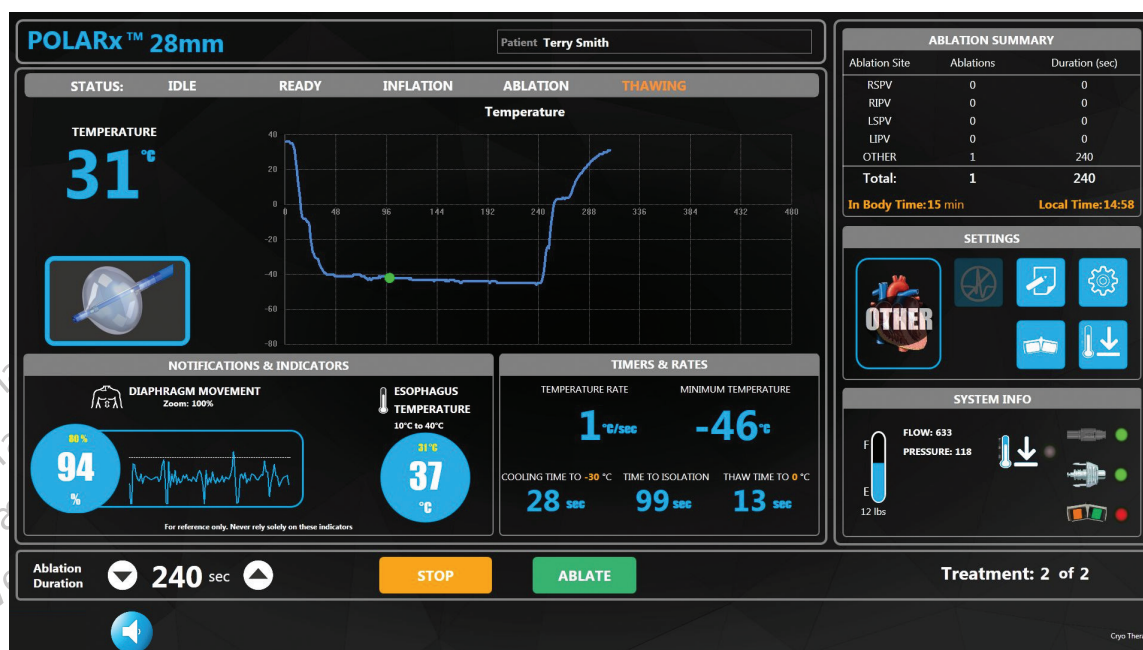 POLARx™ 28mm
Patient Terry Smith
STATUS: IDLE READY INFLATION ABLATION THAWING
TEMPERATURE
31 °C
Temperature
40
20
0
-20
-40
-60
-80
0 48 96 144 192 240 288 336 384 432 480
NOTIFICATIONS & INDICATORS
DIAPHRAGM MOVEMENT
Zoom: 100%
80 %
94
%
ESOPHAGUS
TEMPERATURE
10°C to 40°C
31 °C
37
°C
For reference only. Never rely solely on these indicators
TIMERS & RATES
TEMPERATURE RATE MINIMUM TEMPERATURE
1 °C/sec -46 °C
COOLING TIME TO -30 °C TIME TO ISOLATION THAW TIME TO 0 °C
28 sec 99 sec 13 sec
ABLATION SUMMARY
Ablation Site Ablations Duration (sec)
RSPV 0 0
RIPV 0 0
LSPV 0 0
LIPV 0 0
OTHER 1 240
Total: 1 240
In Body Time:15 min Local Time:14:58
SETTINGS
OTHER
SYSTEM INFO
F
E
12 lbs
FLOW: 633
PRESSURE: 118
Ablation
Duration
240 sec
STOP
ABLATE
Treatment: 2 of 2
Cryo Ther